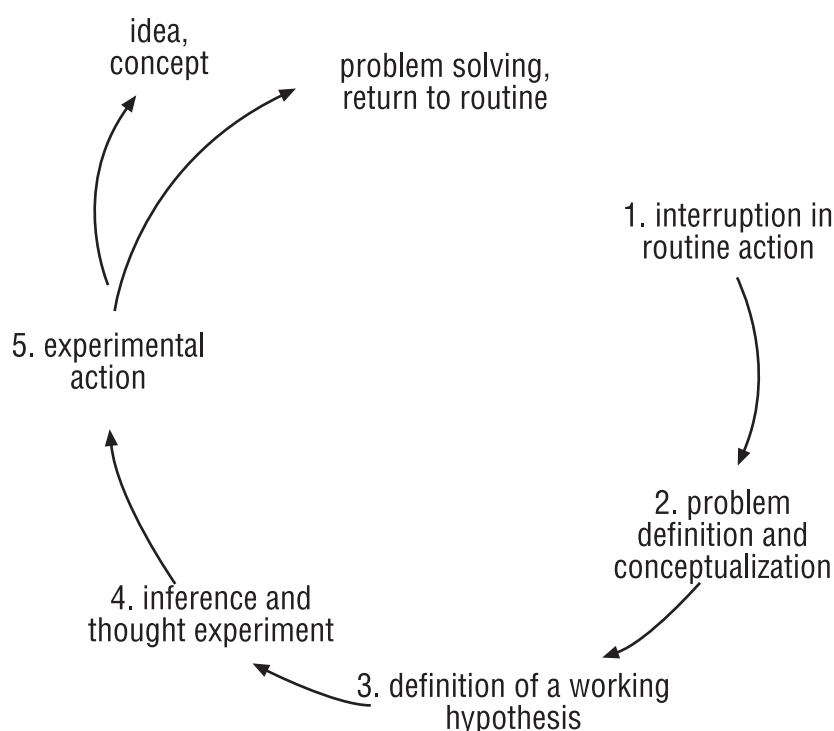 idea,
concept
problem solving,
return to routine
1. interruption in
routine action
5. experimental
action
2. problem
definition and
conceptualization
4. inference and
thought experiment
3. definition of a working
hypothesis